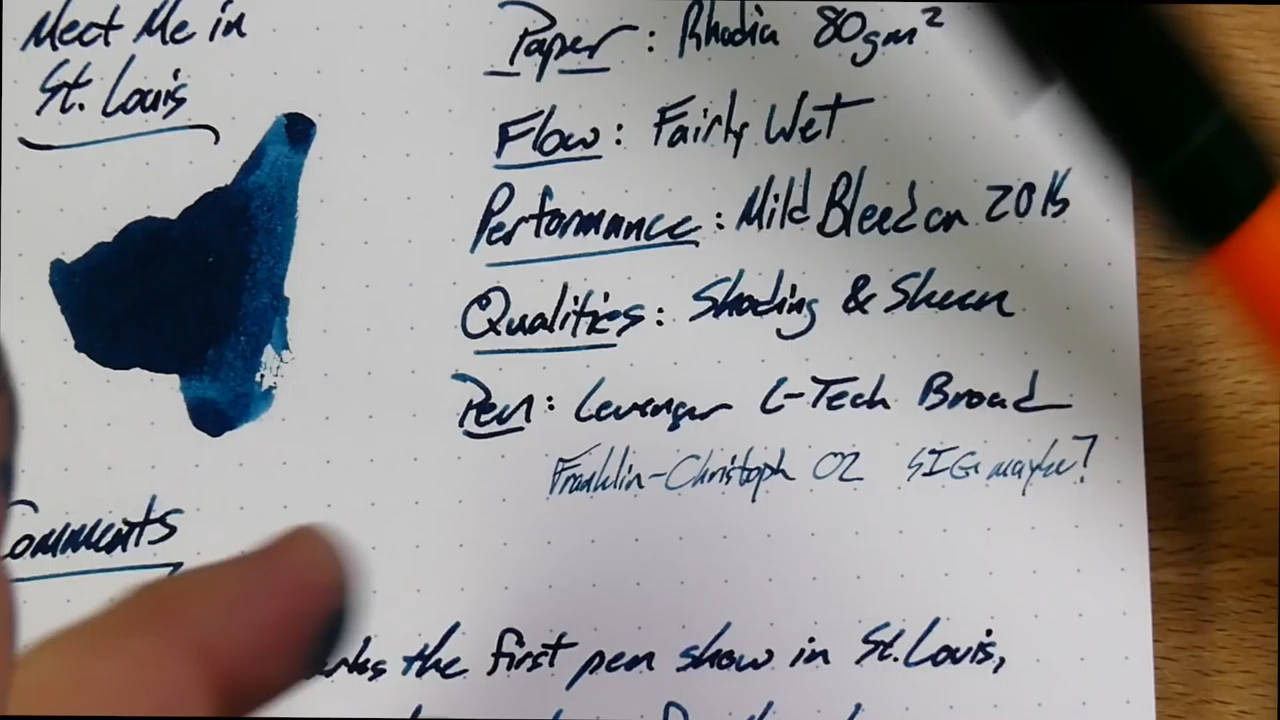 Meet Me in
St. Louis
Paper: Rhodia 80gm²
Flow: Fairly Wet
Performance: Mild Bleed on 20lb
Qualities: Shading & Sheen
Pen: Levenger L-Tech Broad
Franklin-Christoph 02 SIG maybe?
Comments
the first pen show in St. Louis,